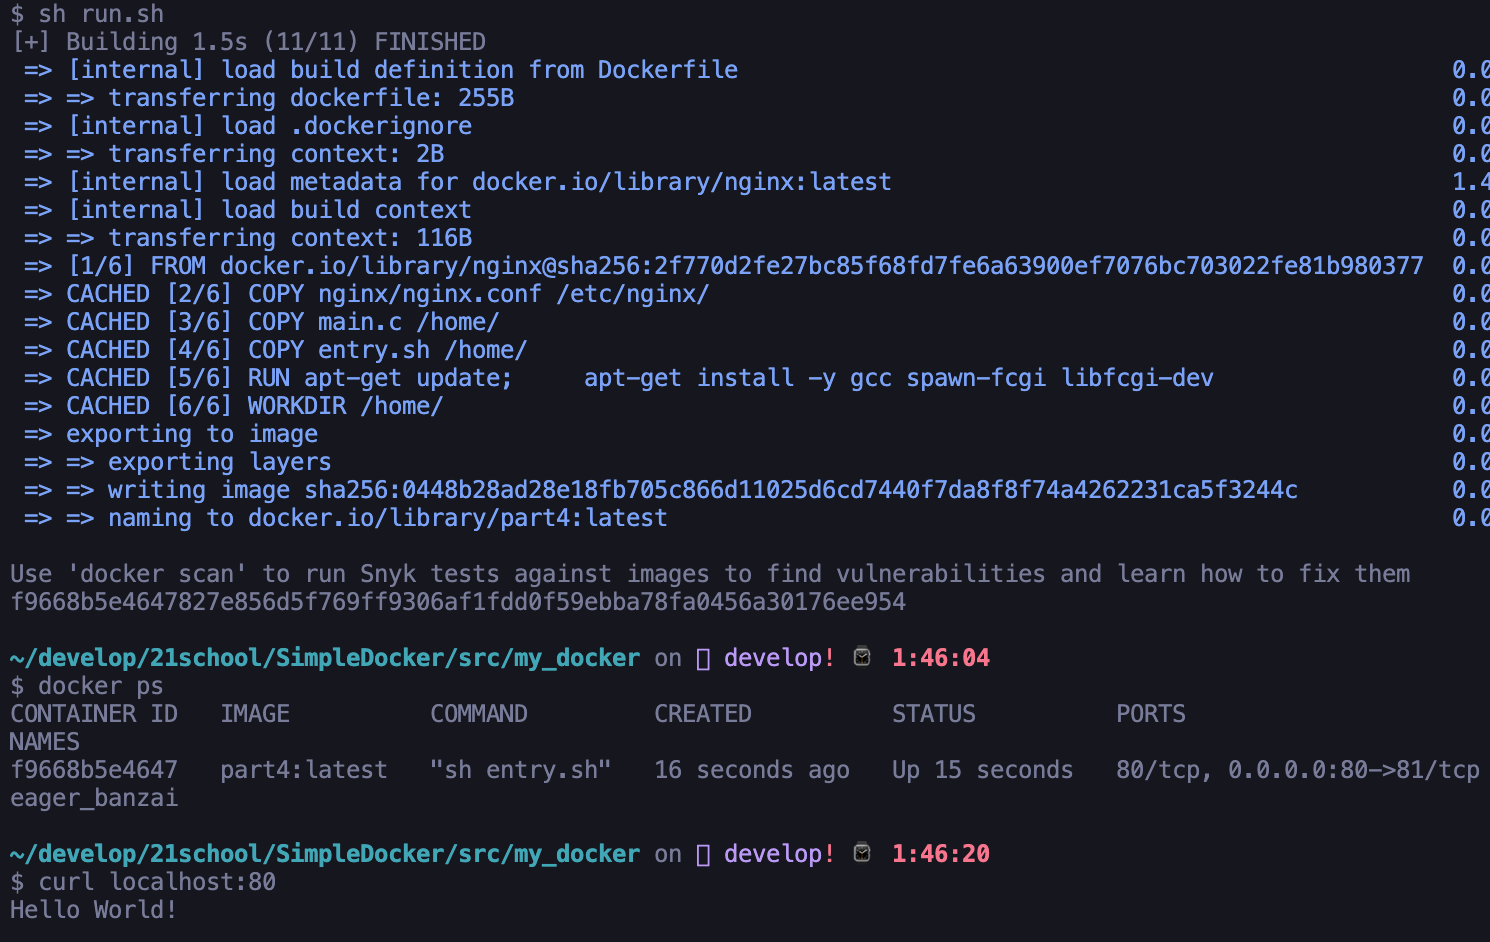 $ sh run.sh
[+] Building 1.5s (11/11) FINISHED
=> [internal] load build definition from Dockerfile 0.0
=> => transferring dockerfile: 255B 0.0
=> [internal] load .dockerignore 0.0
=> => transferring context: 2B 0.0
=> [internal] load metadata for docker.io/library/nginx:latest 1.4
=> [internal] load build context 0.0
=> => transferring context: 116B 0.0
=> [1/6] FROM docker.io/library/nginx@sha256:2f770d2fe27bc85f68fd7fe6a63900ef7076bc703022fe81b980377 0.0
=> CACHED [2/6] COPY nginx/nginx.conf /etc/nginx/ 0.0
=> CACHED [3/6] COPY main.c /home/ 0.0
=> CACHED [4/6] COPY entry.sh /home/ 0.0
=> CACHED [5/6] RUN apt-get update;     apt-get install -y gcc spawn-fcgi libfcgi-dev 0.0
=> CACHED [6/6] WORKDIR /home/ 0.0
=> exporting to image 0.0
=> => exporting layers 0.0
=> => writing image sha256:0448b28ad28e18fb705c866d11025d6cd7440f7da8f8f74a4262231ca5f3244c 0.0
=> => naming to docker.io/library/part4:latest 0.0
Use 'docker scan' to run Snyk tests against images to find vulnerabilities and learn how to fix them
f9668b5e4647827e856d5f769ff9306af1fdd0f59ebba78fa0456a30176ee954
~/develop/21school/SimpleDocker/src/my_docker on develop! 1:46:04
$ docker ps
CONTAINER ID   IMAGE          COMMAND         CREATED          STATUS          PORTS
NAMES
f9668b5e4647   part4:latest   "sh entry.sh"   16 seconds ago   Up 15 seconds   80/tcp, 0.0.0.0:80->81/tcp
eager_banzai
~/develop/21school/SimpleDocker/src/my_docker on develop! 1:46:20
$ curl localhost:80
Hello World!